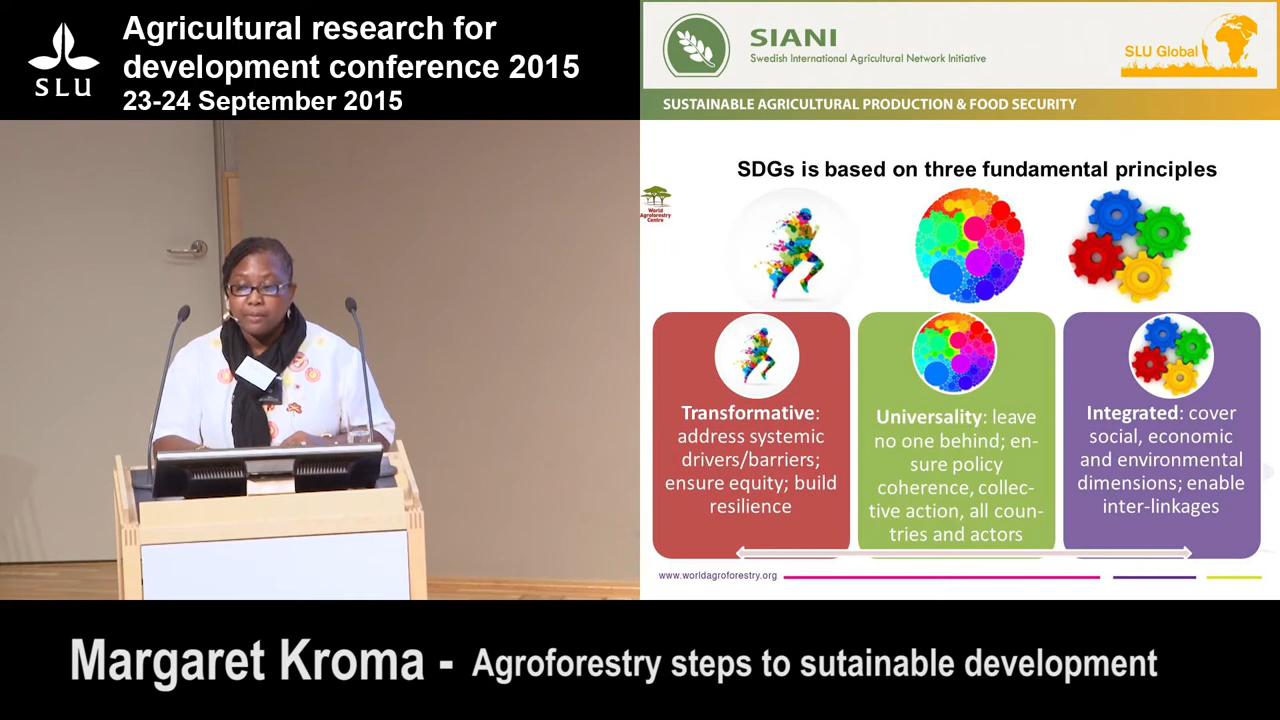 Agricultural research for
development conference 2015
23-24 September 2015
SLU
SIANI
Swedish International Agricultural Network Initiative
SLU Global
SUSTAINABLE AGRICULTURAL PRODUCTION & FOOD SECURITY
SDGs is based on three fundamental principles
World
Agroforestry
Centre
Transformative:
address systemic
drivers/barriers;
ensure equity; build
resilience
Universality: leave
no one behind; en-
sure policy
coherence, collec-
tive action, all coun-
tries and actors
Integrated: cover
social, economic
and environmental
dimensions; enable
inter-linkages
www.worldagroforestry.org
Margaret Kroma - Agroforestry steps to sutainable development